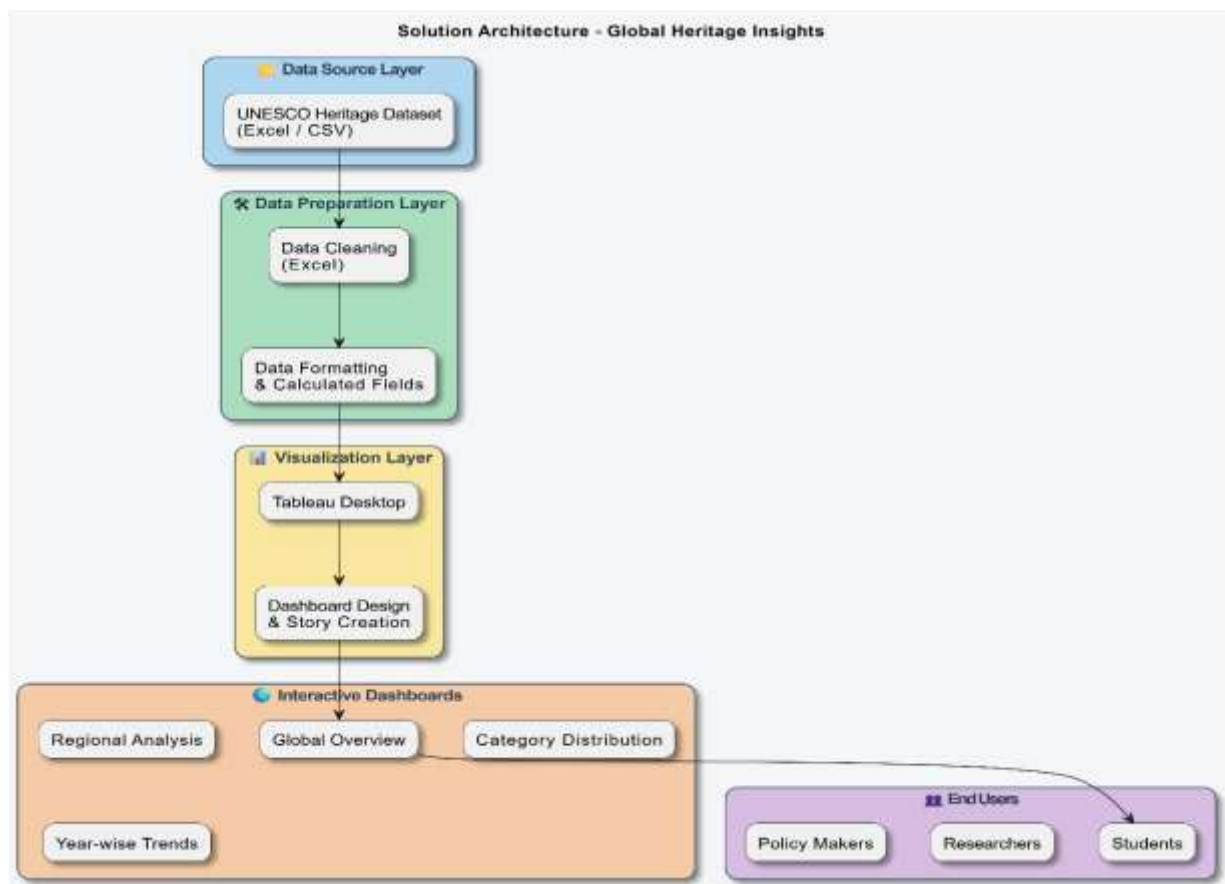 Solution Architecture - Global Heritage Insights
Data Source Layer
UNESCO Heritage Dataset
(Excel / CSV)
Data Preparation Layer
Data Cleaning
(Excel)
Data Formatting
& Calculated Fields
Visualization Layer
Tableau Desktop
Dashboard Design
& Story Creation
Interactive Dashboards
Regional Analysis
Global Overview
Category Distribution
Year-wise Trends
End Users
Policy Makers
Researchers
Students